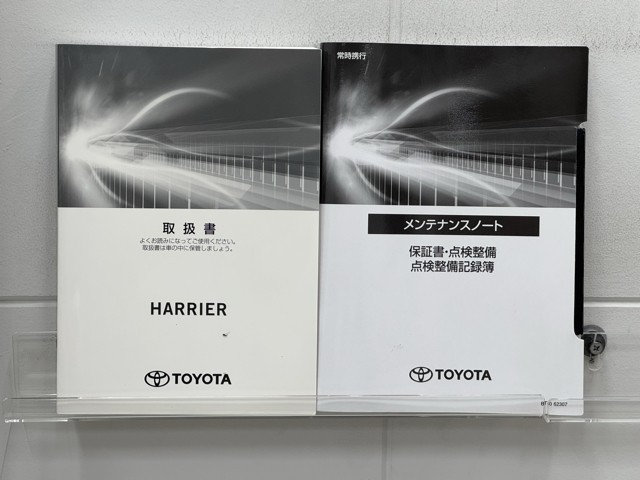 取扱書
よくお読みになってご使用ください。
取扱書は車の中に保管しましょう。
HARRIER
TOYOTA
常時携行
メンテナンスノート
保証書・点検整備
点検整備記録簿
TOYOTA